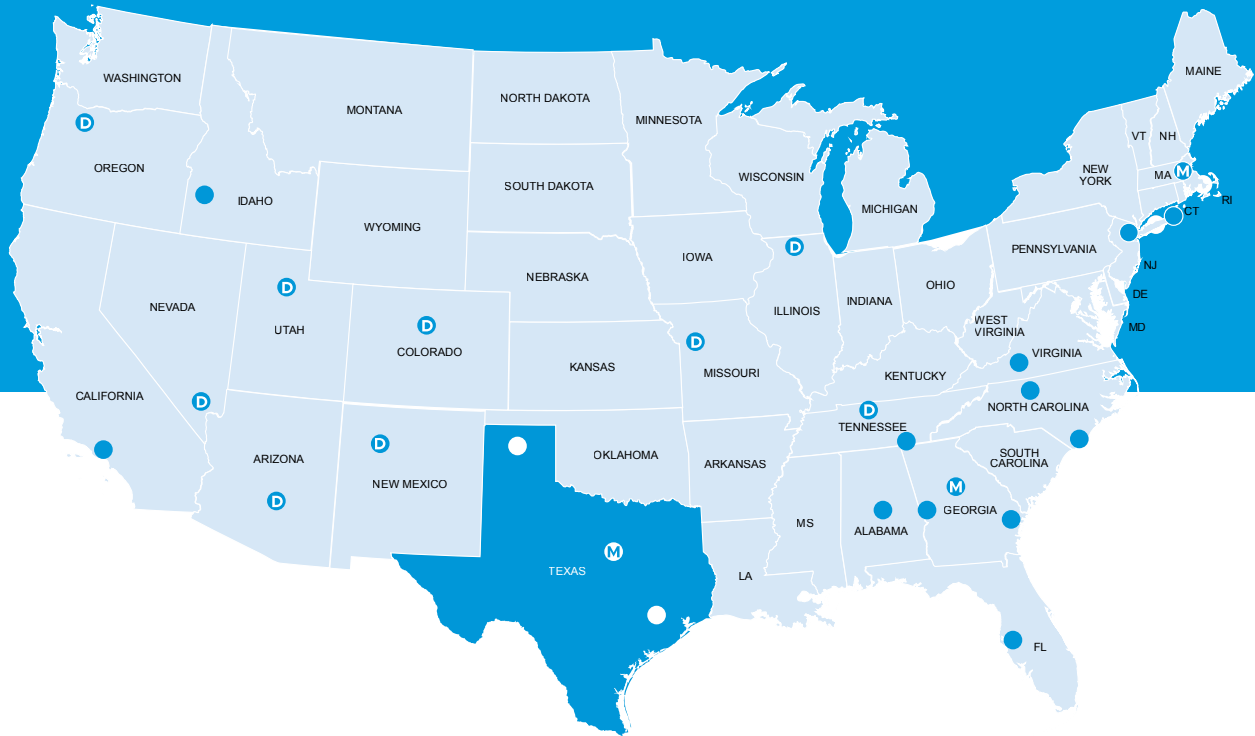 WASHINGTON
MAINE
MONTANA
NORTH DAKOTA
MINNESOTA
D
VT
NH
OREGON
NEW
YORK
MA
M
WISCONSIN
SOUTH DAKOTA
IDAHO
MICHIGAN
RI
CT
WYOMING
D
PENNSYLVANIA
IOWA
NJ
NEBRASKA
OHIO
D
DE
NEVADA
INDIANA
ILLINOIS
WEST
VIRGINIA
D
UTAH
MD
D
COLORADO
VIRGINIA
KANSAS
MISSOURI
KENTUCKY
CALIFORNIA
D
D
NORTH CAROLINA
TENNESSEE
D
OKLAHOMA
SOUTH
CAROLINA
ARIZONA
ARKANSAS
NEW MEXICO
M
D
GEORGIA
MS
ALABAMA
M
TEXAS
LA
FL